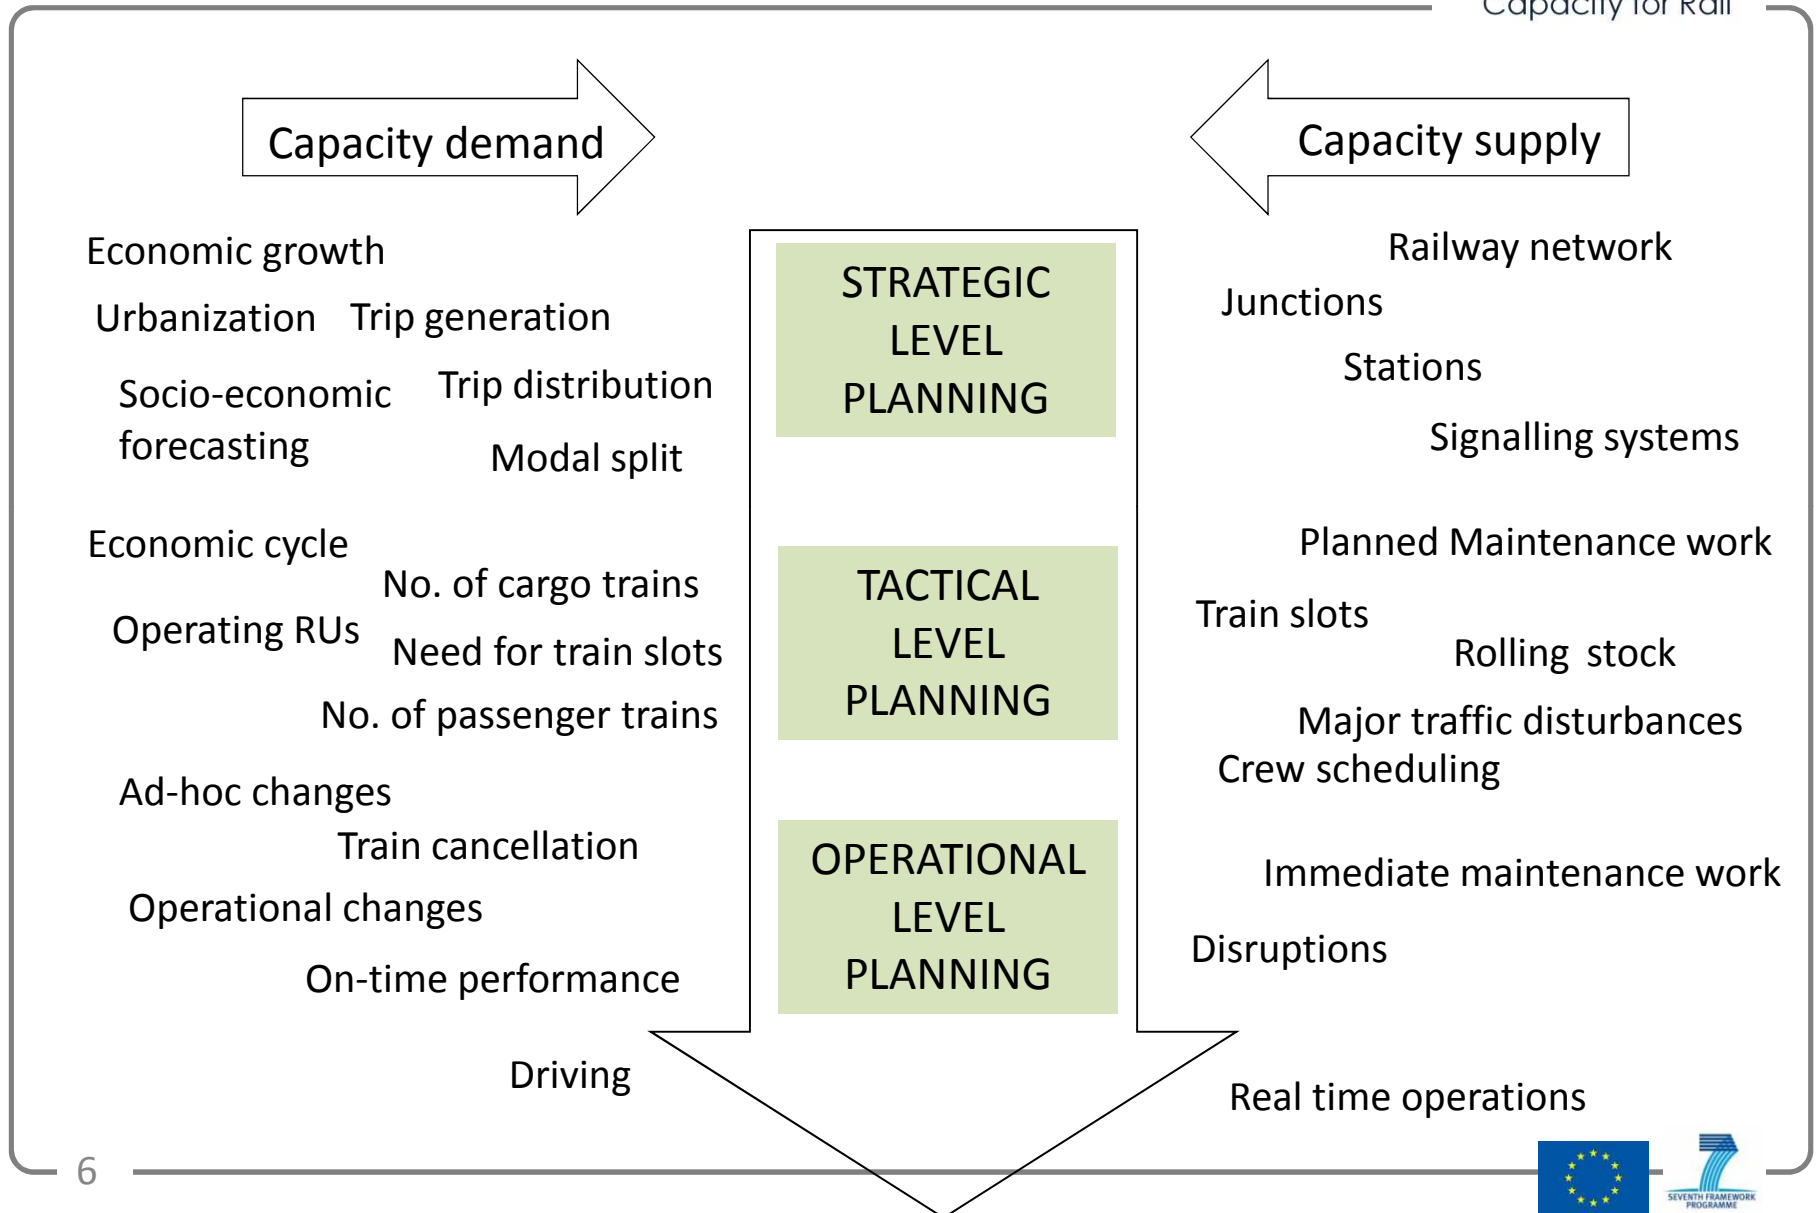 Capacity for Rail
Capacity demand
Capacity supply
Economic growth
Urbanization
Trip generation
Socio-economic
forecasting
Trip distribution
Modal split
STRATEGIC
LEVEL
PLANNING
Railway network
Junctions
Stations
Signalling systems
Economic cycle
No. of cargo trains
Operating RUs
Need for train slots
No. of passenger trains
TACTICAL
LEVEL
PLANNING
Planned Maintenance work
Train slots
Rolling stock
Major traffic disturbances
Crew scheduling
Ad-hoc changes
Train cancellation
Operational changes
On-time performance
Driving
OPERATIONAL
LEVEL
PLANNING
Immediate maintenance work
Disruptions
Real time operations
6
SEVENTH FRAMEWORK
PROGRAMME